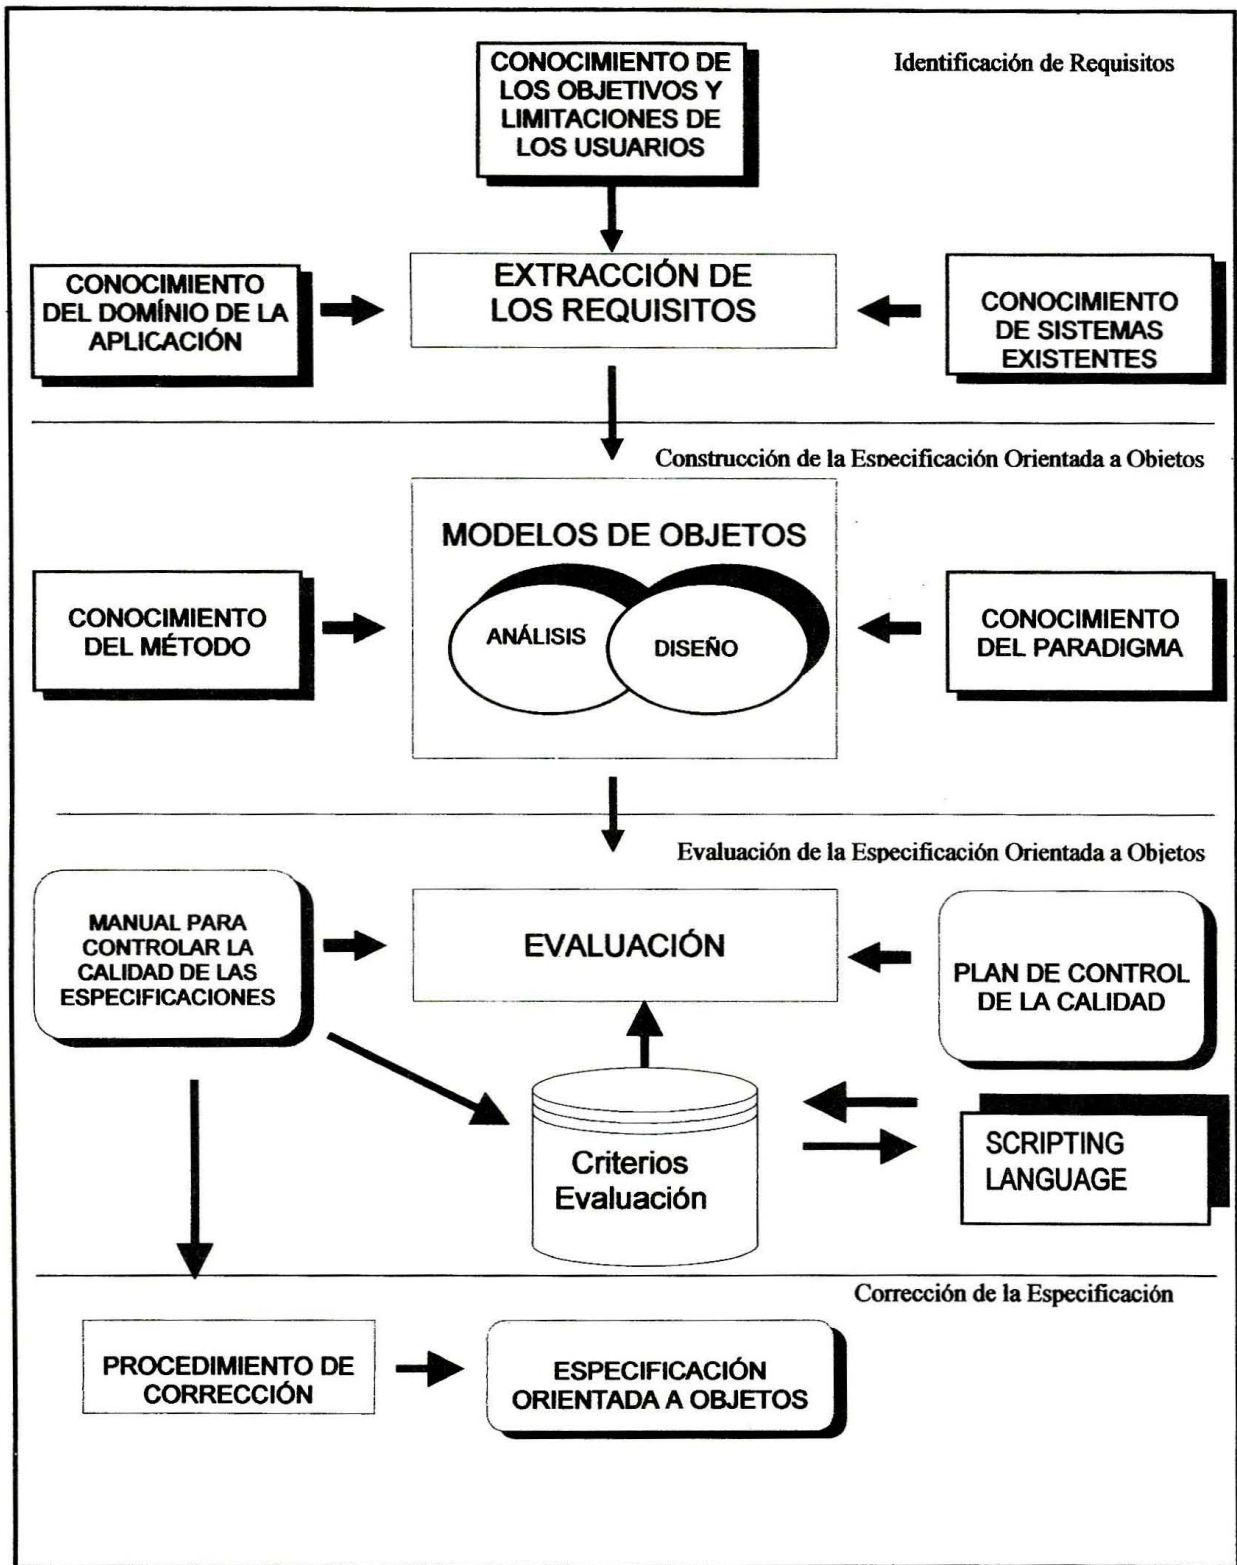 Identificación de Requisitos
CONOCIMIENTO DE
LOS OBJETIVOS Y
LIMITACIONES DE
LOS USUARIOS
CONOCIMIENTO
DEL DOMÍNIO DE LA
APLICACIÓN
EXTRACCIÓN DE
LOS REQUISITOS
CONOCIMIENTO
DE SISTEMAS
EXISTENTES
Construcción de la Especificación Orientada a Objetos
MODELOS DE OBJETOS
ANÁLISIS
DISEÑO
CONOCIMIENTO
DEL MÉTODO
CONOCIMIENTO
DEL PARADIGMA
Evaluación de la Especificación Orientada a Objetos
MANUAL PARA
CONTROLAR LA
CALIDAD DE LAS
ESPECIFICACIONES
EVALUACIÓN
PLAN DE CONTROL
DE LA CALIDAD
Criterios
Evaluación
SCRIPTING
LANGUAGE
Corrección de la Especificación
PROCEDIMIENTO DE
CORRECCIÓN
ESPECIFICACIÓN
ORIENTADA A OBJETOS